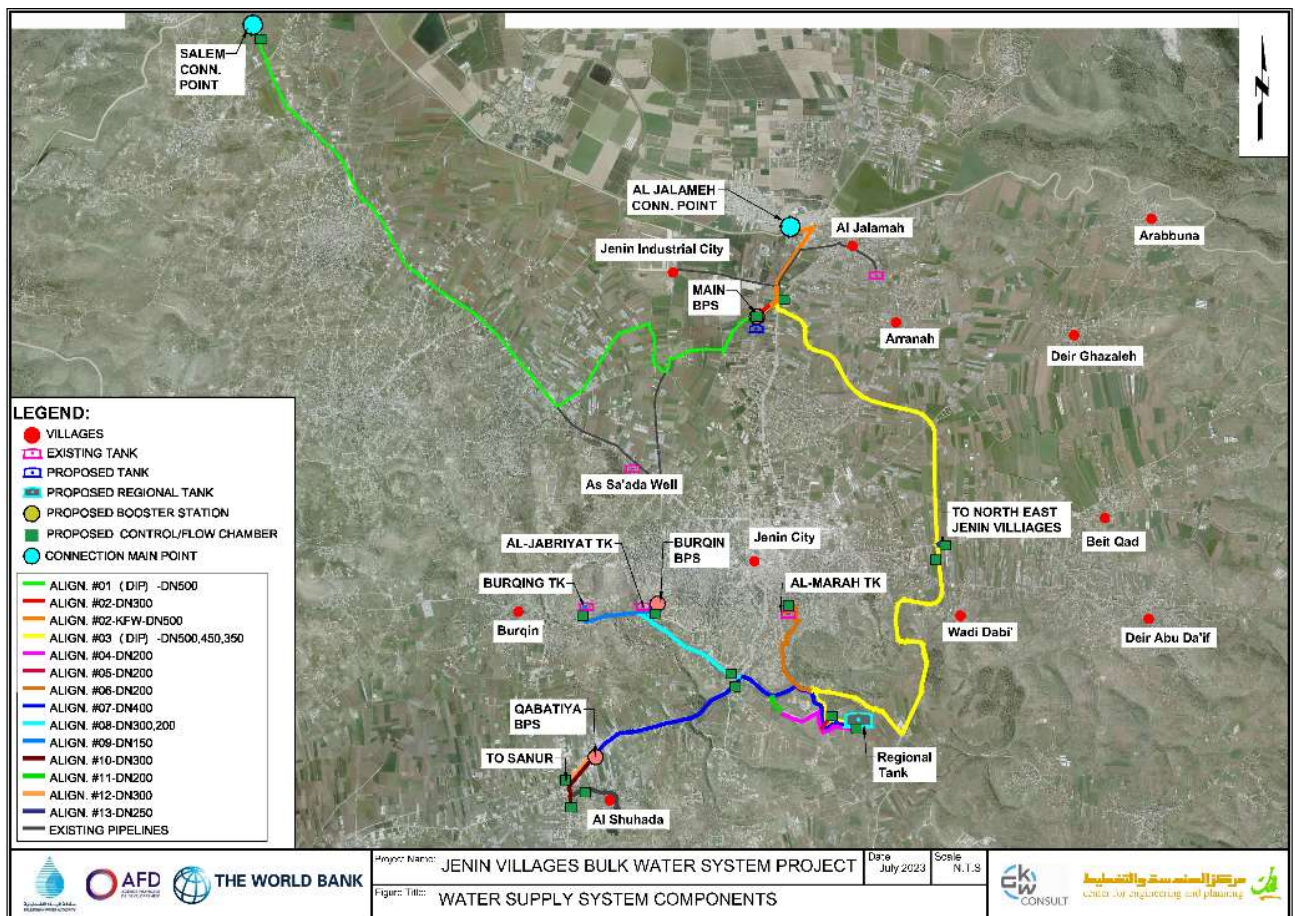 SALEM
CONN.
POINT
AL JALAMEH
CONN. POINT
Al Jalamah
Arabbuna
Jenin Industrial City
MAIN
BPS
Arranah
Deir Ghazaleh
LEGEND:
VILLAGES
EXISTING TANK
PROPOSED TANK
PROPOSED REGIONAL TANK
PROPOSED BOOSTER STATION
PROPOSED CONTROL/FLOW CHAMBER
CONNECTION MAIN POINT
ALIGN. #01 (DIP) -DN500
ALIGN. #02-DN300
ALIGN. #02-KFW-DN500
ALIGN. #03 (DIP) -DN500,450,350
ALIGN. #04-DN200
ALIGN. #05-DN200
ALIGN. #06-DN200
ALIGN. #07-DN400
ALIGN. #08-DN300,200
ALIGN. #09-DN150
ALIGN. #10-DN300
ALIGN. #11-DN200
ALIGN. #12-DN300
ALIGN. #13-DN250
EXISTING PIPELINES
As Sa'ada Well
TO NORTH EAST
JENIN VILLIAGES
Beit Qad
AL-JABRIYAT TK
BURQIN
BPS
Jenin City
BURQING TK
AL-MARAH TK
Burqin
Wadi Dabi'
Deir Abu Da'if
QABATIYA
BPS
TO SANUR
Regional
Tank
Al Shuhada
AFD
THE WORLD BANK
Project Name: JENIN VILLAGES BULK WATER SYSTEM PROJECT
Date
July 2023
Scale
N.T.S
Figure Title: WATER SUPPLY SYSTEM COMPONENTS
CONSULT
مركز الهندسة والتخطيط
center for engineering and planning